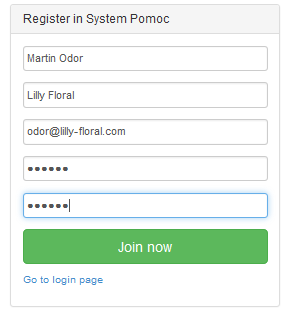 Register in System Pomoc
Martin Odor
Lilly Floral
odor@lilly-floral.com
••••••
••••••
Join now
Go to login page